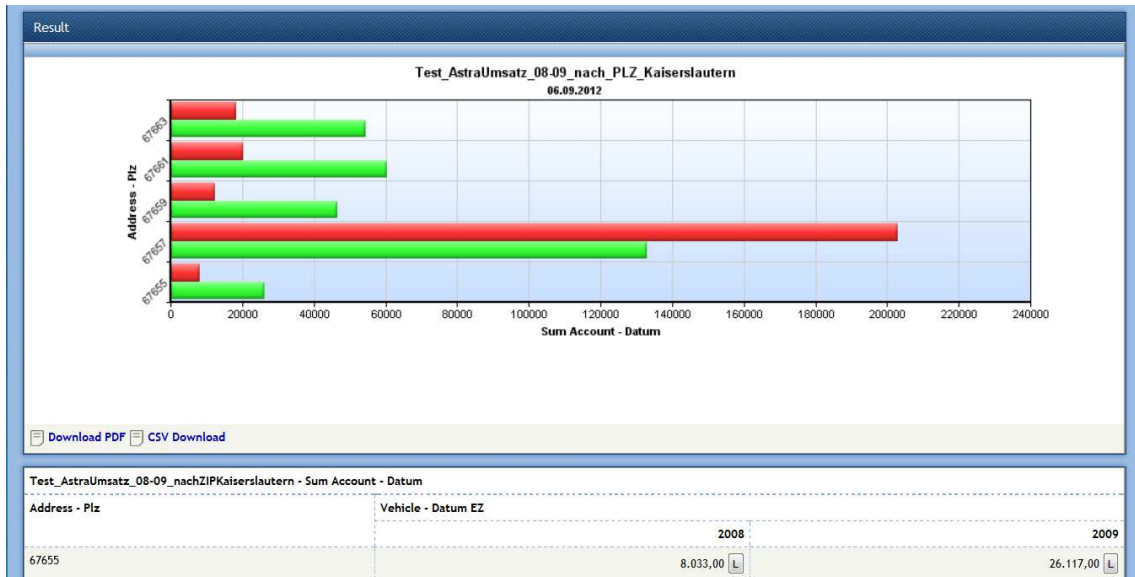 Result
Test_AstraUmsatz_08-09_nach_PLZ_Kaiserslautern
06.09.2012
Address - Plz
67663
67661
67659
67657
67655
0 20000 40000 60000 80000 100000 120000 140000 160000 180000 200000 220000 240000
Sum Account - Datum
Download PDF CSV Download
Test_AstraUmsatz_08-09_nachZIPKaiserslautern - Sum Account - Datum
Address - Plz Vehicle - Datum EZ
2008 2009
67655 8.033,00 L 26.117,00 L